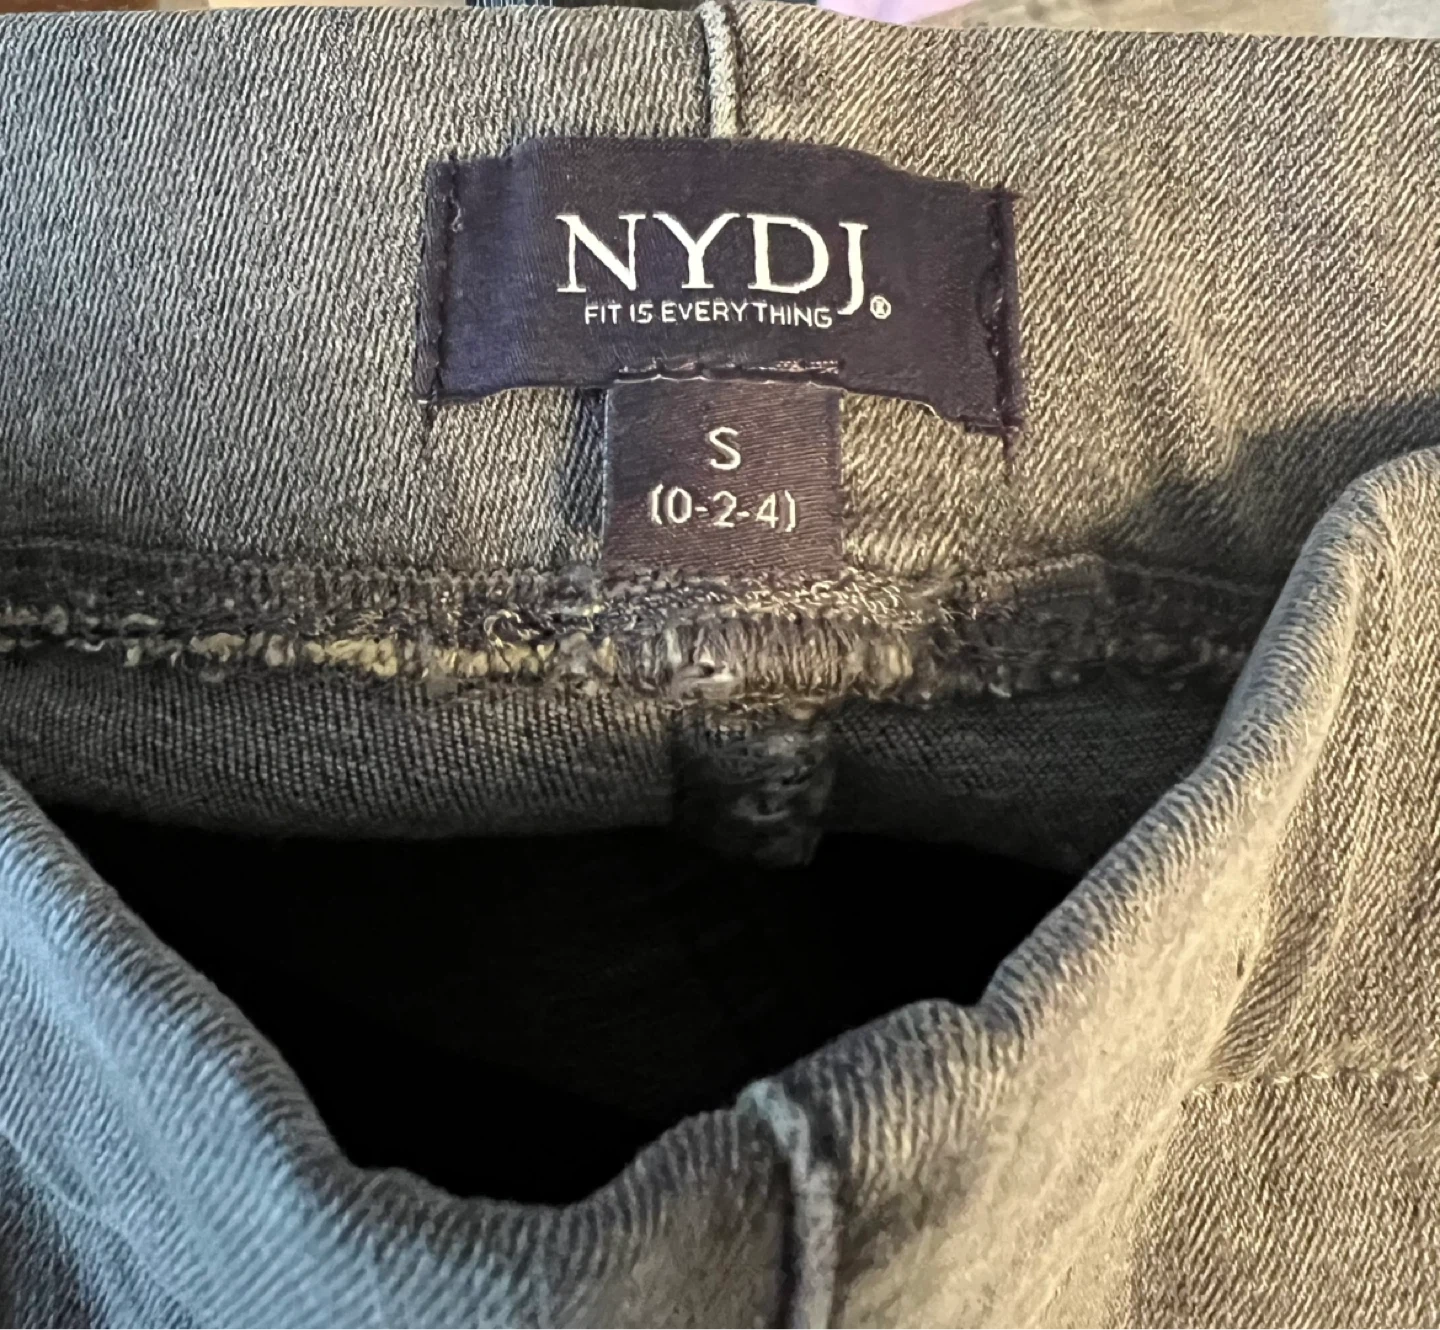 NYDJ®
FIT IS EVERYTHING
S
(0-2-4)